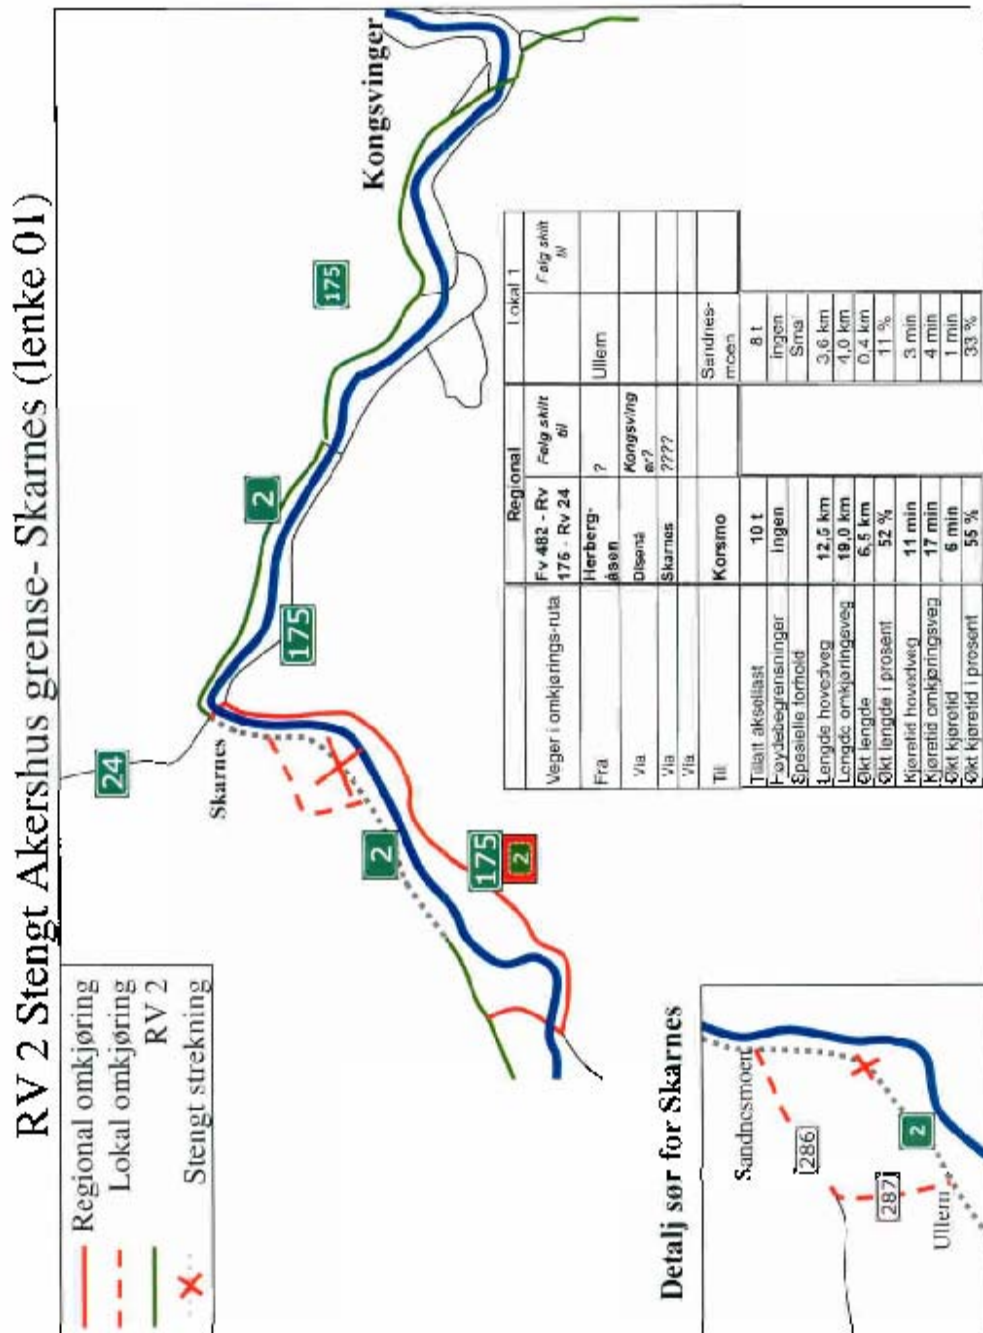 RV 2 Stengt Akershus grense-Skarnes (lenke 01)
Regional omkjøring
Lokal omkjøring
RV 2
Stengt strekning
24
Skarnes
2
175
175
Kongsvinger
2
175
2
Regional
Lokal 1
Veger i omkjørings-ruta
Fv 482 - Rv
175 - Rv 24
Følg skilt
til
Følg skilt
til
Fra
Herberg-
åsen
?
Ullern
Via
Disenå
Kongsving
er?
Via
Skarnes
????
Via
Til
Korsmo
Sandnes-
moen
Tillatt aksellast
10 t
8 t
Høydebegrensninger
ingen
ingen
Spesielle forhold
Smal
Lengde hovedveg
12,5 km
3,6 km
Lengde omkjøringsveg
19,0 km
4,0 km
Økt lengde
6,5 km
0,4 km
Økt lengde i prosent
52 %
11 %
Kjøretid hovedveg
11 min
3 min
Kjøretid omkjøringsveg
17 min
4 min
Økt kjøretid
6 min
1 min
Økt kjøretid i prosent
55 %
33 %
Detalj sør for Skarnes
Sandnesmoen
286
287
2
Ullern